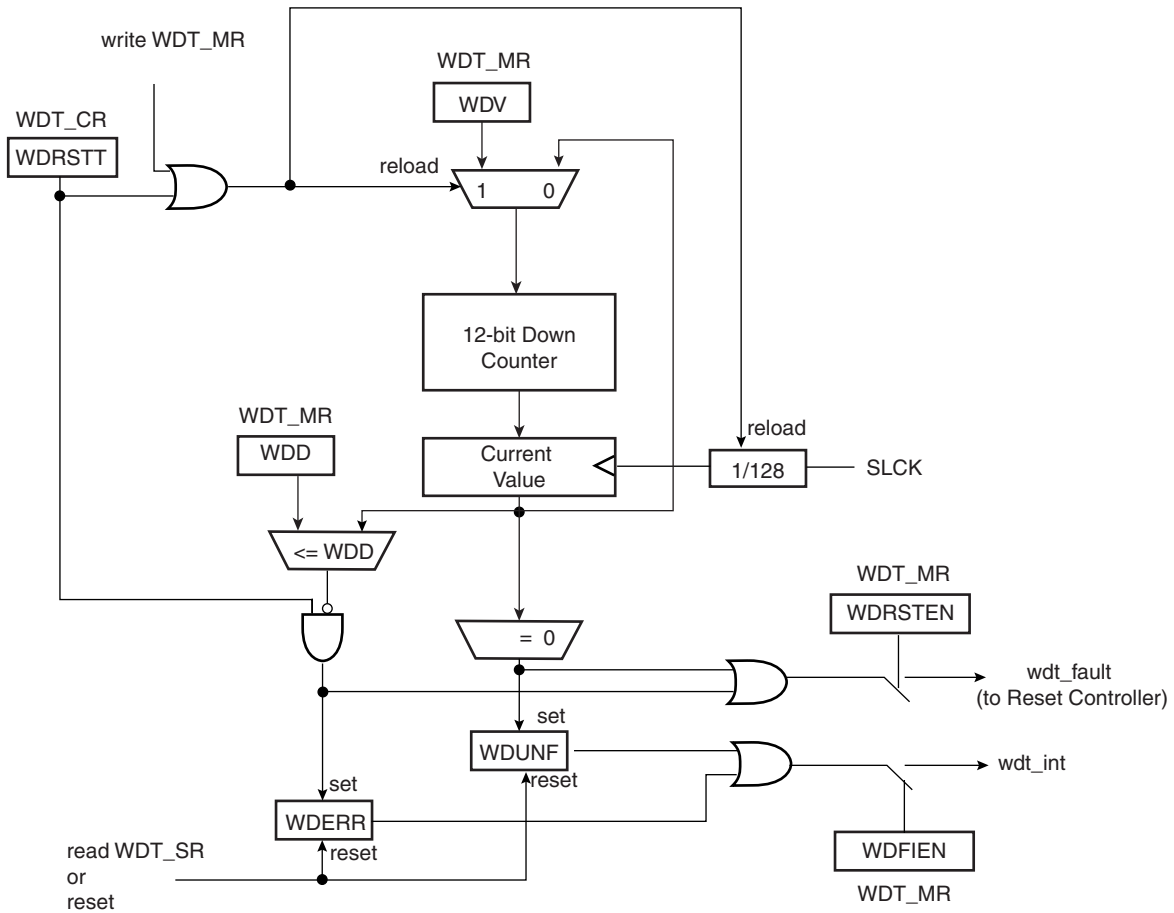 write WDT_MR
WDT_MR
WDV
WDT_CR
WDRSTT
reload
1 0
12-bit Down
Counter
WDT_MR
WDD
Current
Value
reload
1/128
SLCK
<= WDD
= 0
WDT_MR
WDRSTEN
wdt_fault
(to Reset Controller)
set
WDUNF
reset
wdt_int
set
WDERR
reset
read WDT_SR
or
reset
WDFIEN
WDT_MR